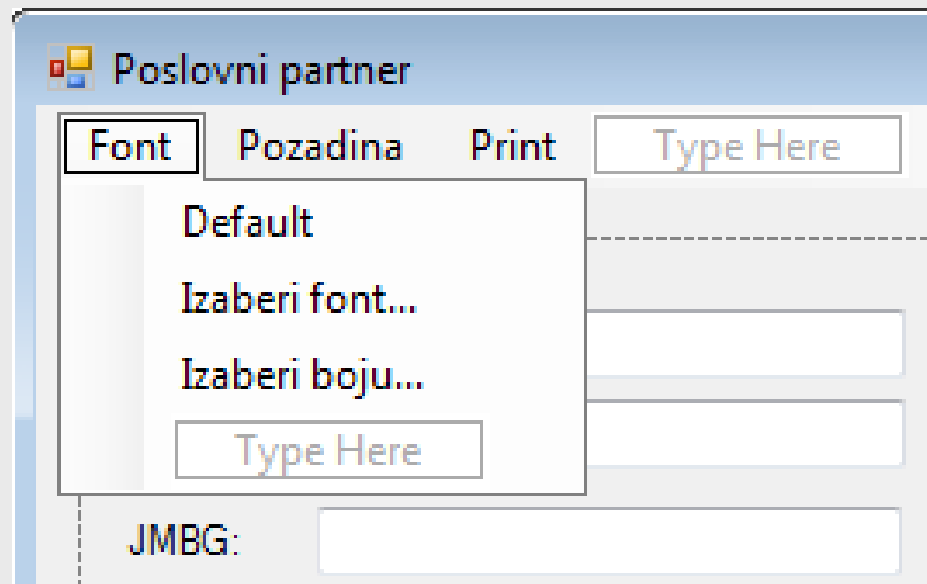 Poslovni partner
Font Pozadina Print Type Here
Default
Izaberi font...
Izaberi boju...
Type Here
JMBG: